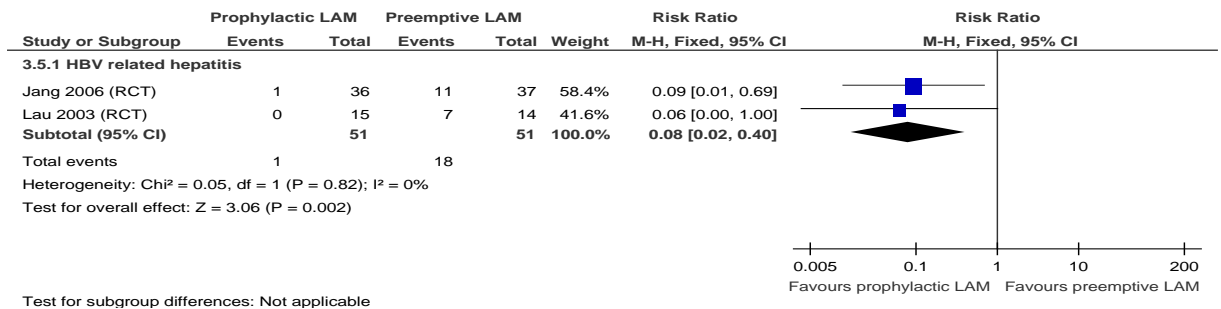 Prophylactic LAM Preemptive LAM Risk Ratio Risk Ratio
Study or Subgroup Events Total Events Total Weight M-H, Fixed, 95% CI M-H, Fixed, 95% CI
3.5.1 HBV related hepatitis
Jang 2006 (RCT) 1 36 11 37 58.4% 0.09 [0.01, 0.69]
Lau 2003 (RCT) 0 15 7 14 41.6% 0.06 [0.00, 1.00]
Subtotal (95% CI) 51 51 100.0% 0.08 [0.02, 0.40]
Total events 1 18
Heterogeneity: Chi² = 0.05, df = 1 (P = 0.82); I² = 0%
Test for overall effect: Z = 3.06 (P = 0.002)
0.005 0.1 1 10 200
Favours prophylactic LAM Favours preemptive LAM
Test for subgroup differences: Not applicable